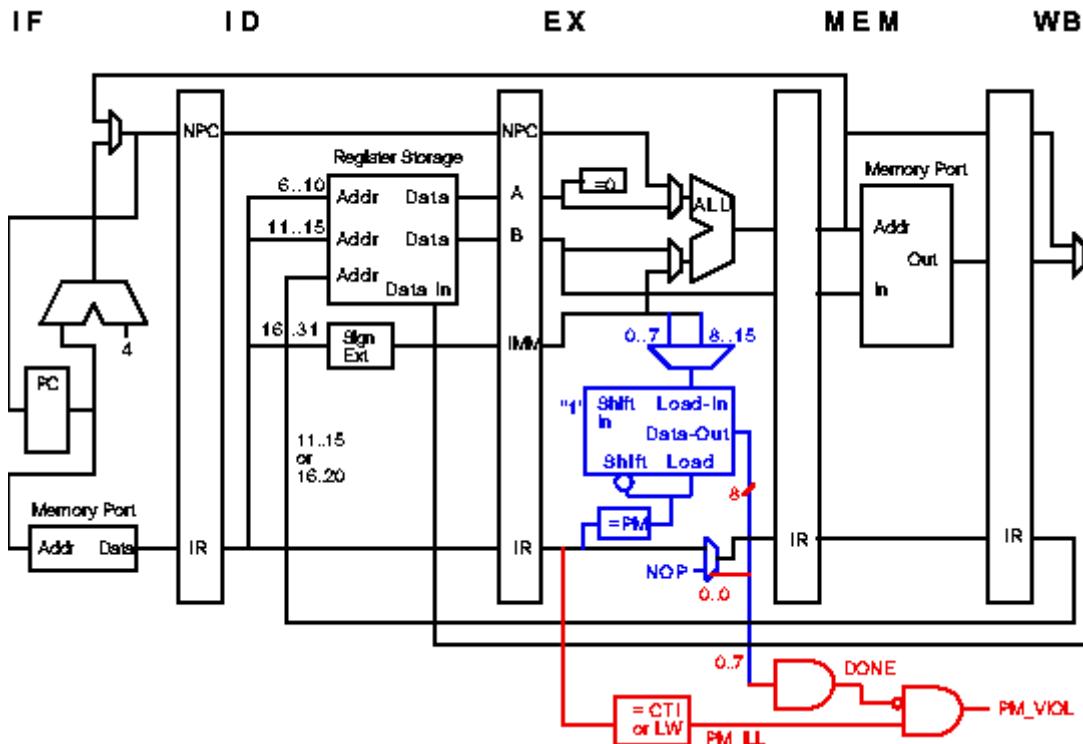 IF ID EX MEM WB
NPC NPC
Register Storage
Memory Port
6..10 Addr Data A =0 ALU
11..15 Addr Data B Addr
Addr Out
Data In In
4
16..31 Sign Ext IMM 0..7 8..15
PC
"1" Shift In Load-In
Data-Out
11..15
or
16..20
Shift Load
8
Memory Port =PM
Addr Data IR IR IR IR
NOP
0..0
0..7 DONE
= CTI
or LW
PM_VIOL
PM_ILL